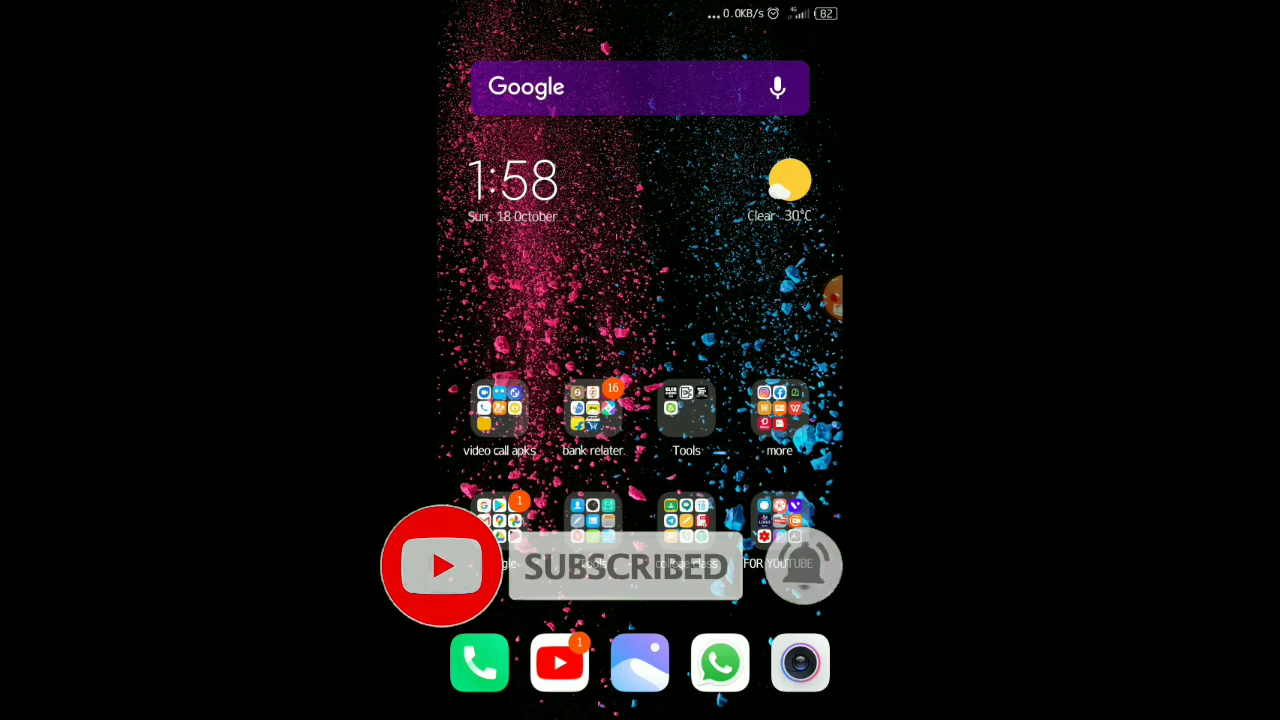 ...0.0KB/s 4G 82
Google
1:58
Sun, 18 October
Clear 30°C
16
video call apks bank relater. Tools more
1
SUBSCRIBED
FOR YOUTUBE
1